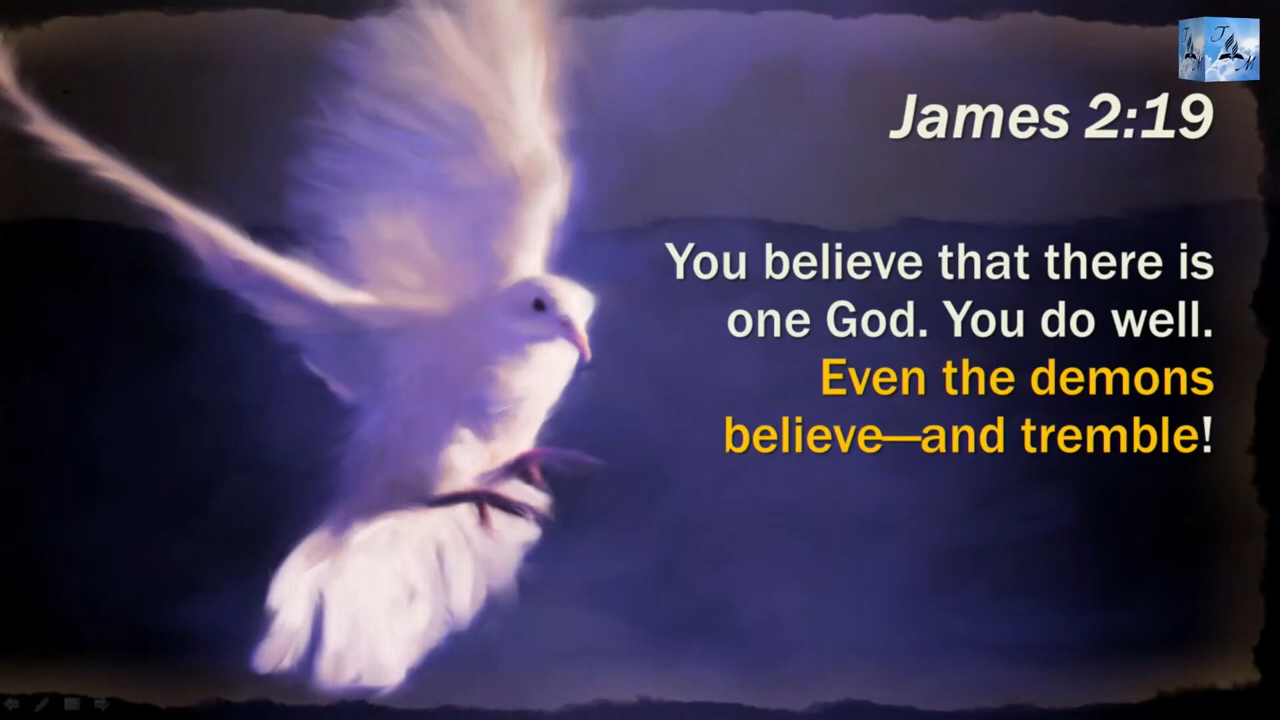 James 2:19
You believe that there is
one God. You do well.
Even the demons
believe—and tremble!